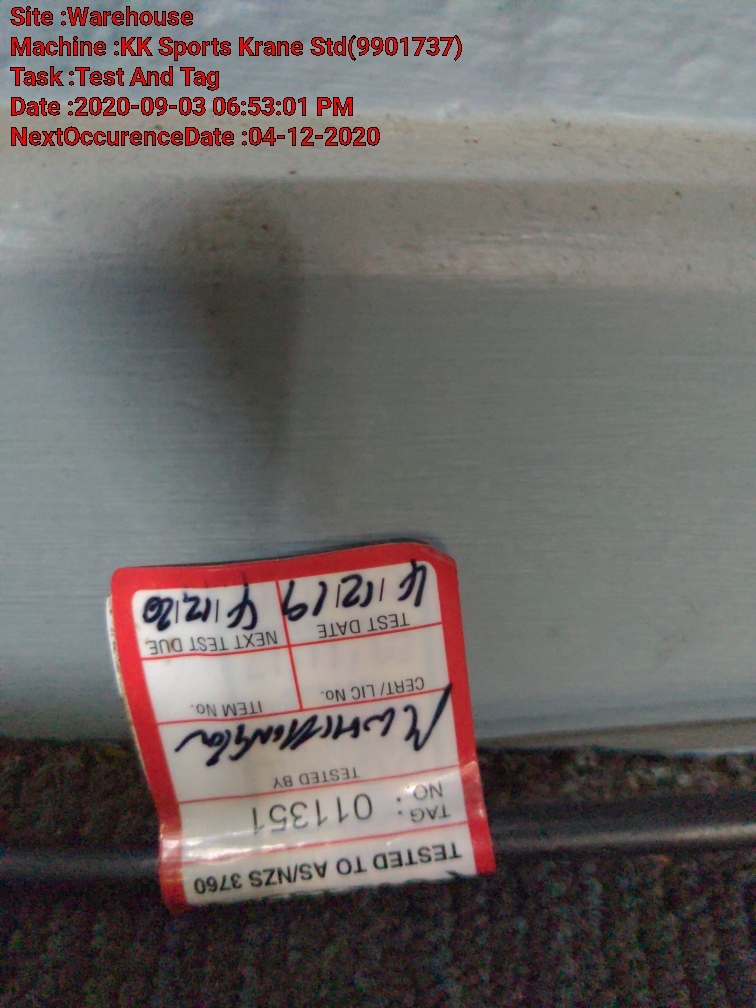 Site :Warehouse
Machine :KK Sports Krane Std(9901737)
Task :Test And Tag
Date :2020-09-03 06:53:01 PM
NextOccurenceDate :04-12-2020
TESTED TO AS/NZS 3760
TAG NO: 011351
TESTED BY
CERT/LIC No.
ITEM No.
TEST DATE
4/12/19
NEXT TEST DUE
4/12/20